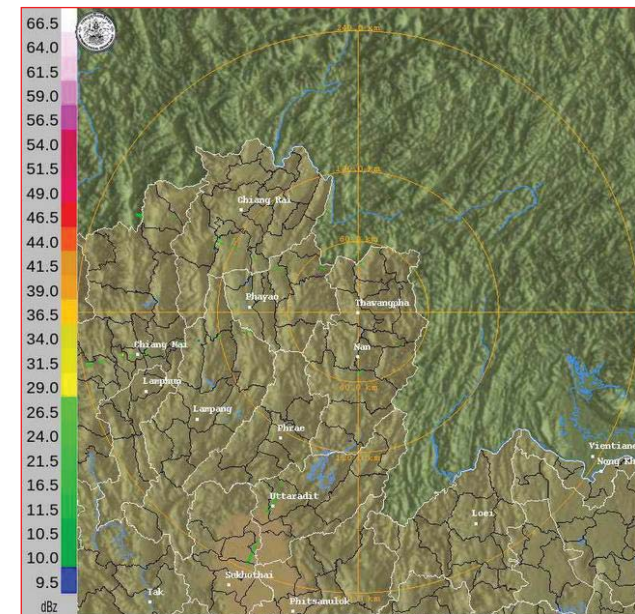 66.5
64.0
61.5
59.0
56.5
54.0
51.5
49.0
46.5
44.0
41.5
39.0
36.5
34.0
31.5
29.0
26.5
24.0
21.5
16.5
11.5
10.5
10.0
9.5
dBz
Chiang Rai
Phayao
Thawangpha
Chiang Mai
Nan
Lamphun
Lampang
Phrae
Vientiane
Nong Kh
Uttaradit
Loei
Sukhothai
Tak
Phitsanulok